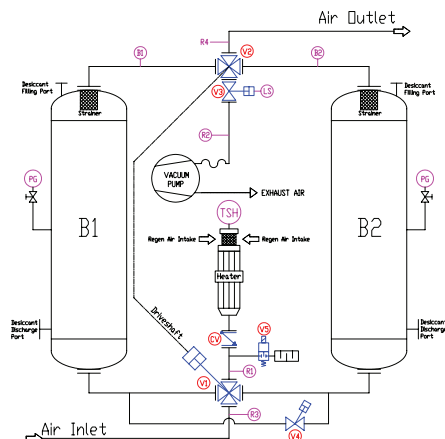 Air Outlet
R4
B1
V2
B2
Desiccant
Filling Port
Strainer
V3
LS
Strainer
Desiccant
Filling Port
R2
VACUUM
PUMP
EXHAUST AIR
PG
PG
TSH
B1
B2
Regen Air Intake
Regen Air Intake
Heater
Driveshaft
Desiccant
Discharge
Port
CV
V5
Desiccant
Discharge
Port
R1
V1
R3
Air Inlet
V4